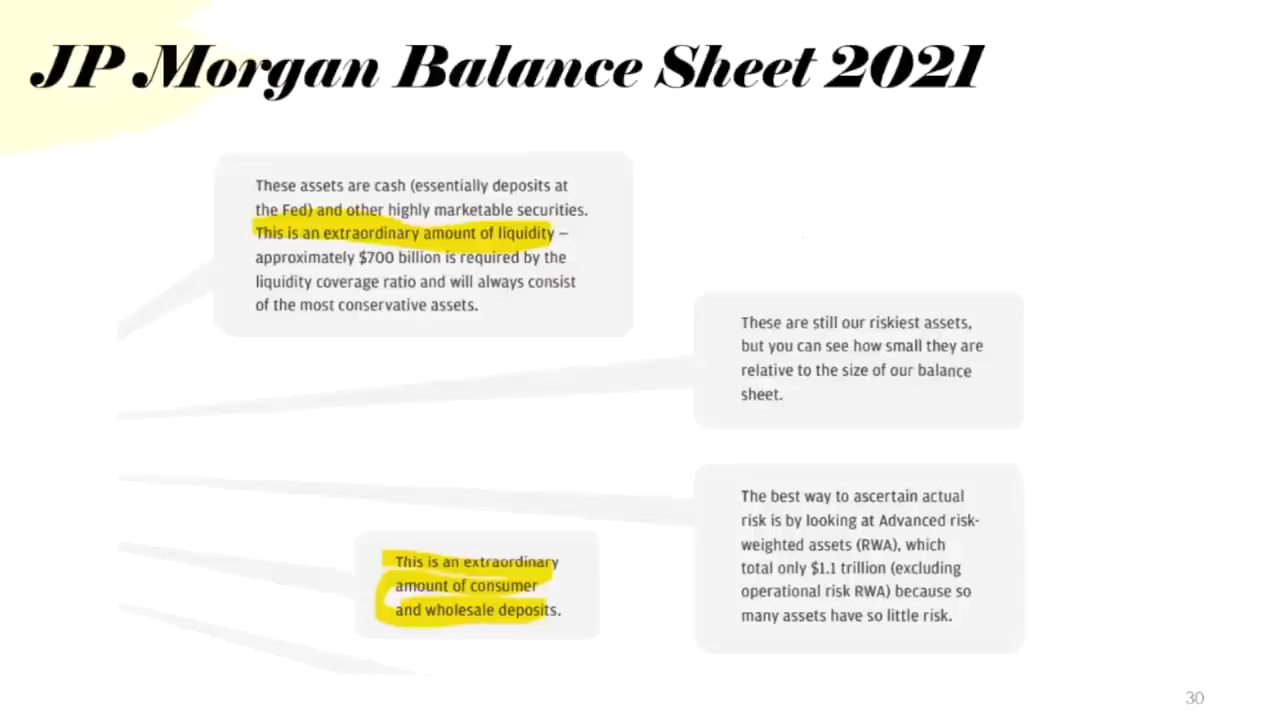 JP Morgan Balance Sheet 2021
These assets are cash (essentially deposits at
the Fed) and other highly marketable securities.
This is an extraordinary amount of liquidity –
approximately $700 billion is required by the
liquidity coverage ratio and will always consist
of the most conservative assets.
These are still our riskiest assets,
but you can see how small they are
relative to the size of our balance
sheet.
The best way to ascertain actual
risk is by looking at Advanced risk-
weighted assets (RWA), which
total only $1.1 trillion (excluding
operational risk RWA) because so
many assets have so little risk.
This is an extraordinary
amount of consumer
and wholesale deposits.
30